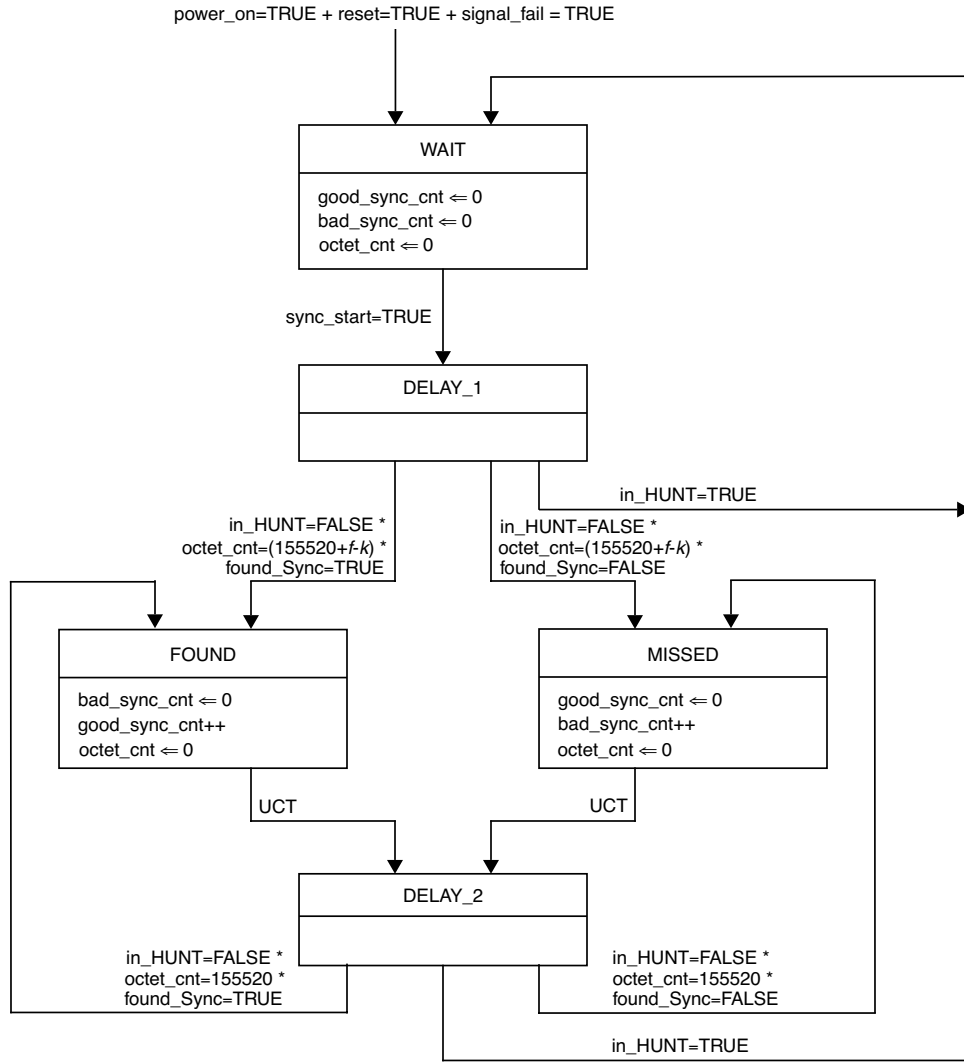 power_on=TRUE + reset=TRUE + signal_fail = TRUE
WAIT
good_sync_cnt ⇐ 0
bad_sync_cnt ⇐ 0
octet_cnt ⇐ 0
sync_start=TRUE
DELAY_1
in_HUNT=TRUE
in_HUNT=FALSE *
octet_cnt=(155520+f-k) *
found_Sync=TRUE
in_HUNT=FALSE *
octet_cnt=(155520+f-k) *
found_Sync=FALSE
FOUND
bad_sync_cnt ⇐ 0
good_sync_cnt++
octet_cnt ⇐ 0
MISSED
good_sync_cnt ⇐ 0
bad_sync_cnt++
octet_cnt ⇐ 0
UCT
UCT
DELAY_2
in_HUNT=FALSE *
octet_cnt=155520 *
found_Sync=TRUE
in_HUNT=FALSE *
octet_cnt=155520 *
found_Sync=FALSE
in_HUNT=TRUE